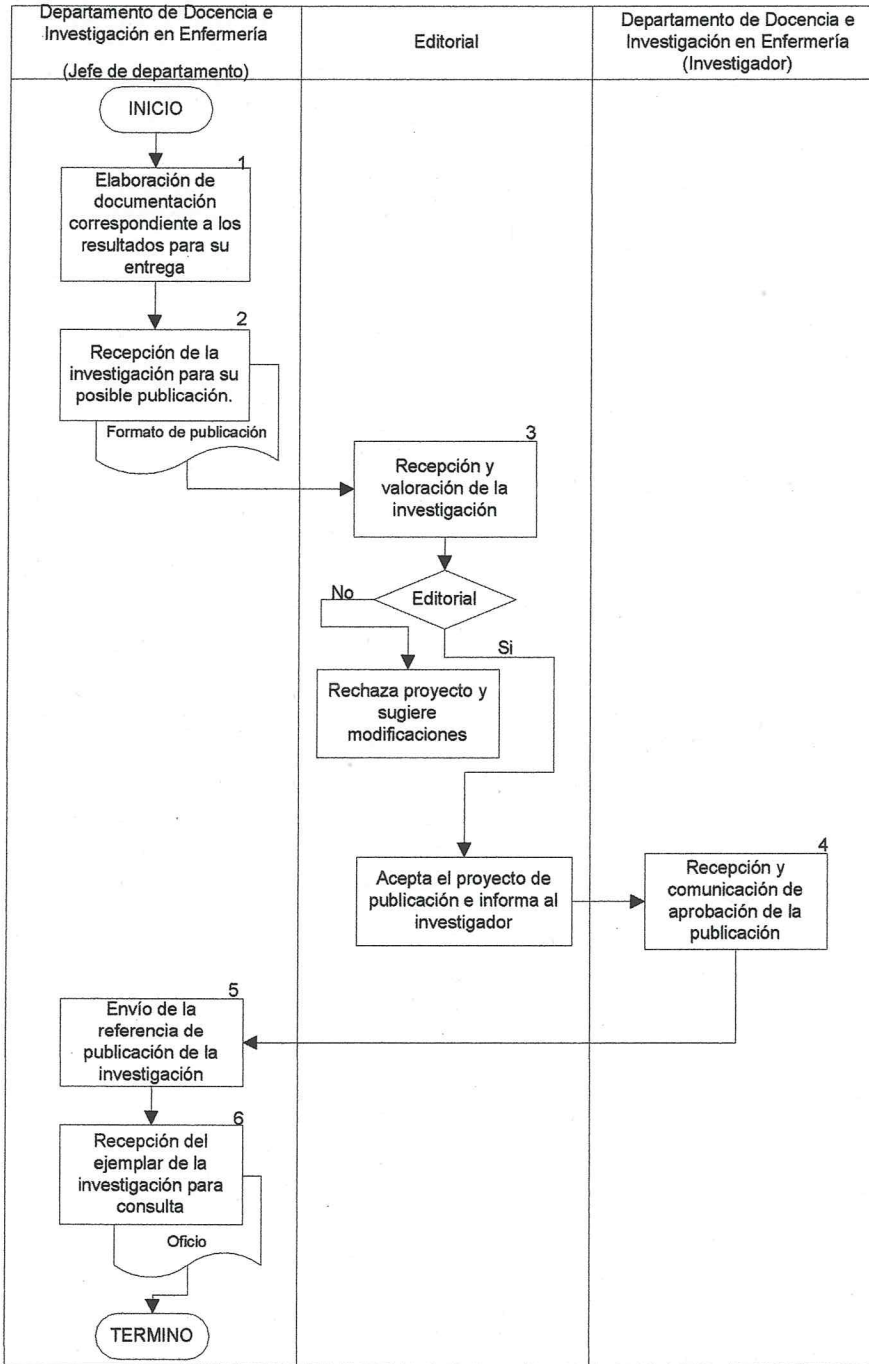 Departamento de Docencia e
Investigación en Enfermería
(Jefe de departamento)
Editorial
Departamento de Docencia e
Investigación en Enfermería
(Investigador)
INICIO
1
Elaboración de
documentación
correspondiente a los
resultados para su
entrega
2
Recepción de la
investigación para su
posible publicación.
Formato de publicación
3
Recepción y
valoración de la
investigación
Editorial
No
Si
Rechaza proyecto y
sugiere
modificaciones
Acepta el proyecto de
publicación e informa al
investigador
4
Recepción y
comunicación de
aprobación de la
publicación
5
Envío de la
referencia de
publicación de la
investigación
6
Recepción del
ejemplar de la
investigación para
consulta
Oficio
TERMINO